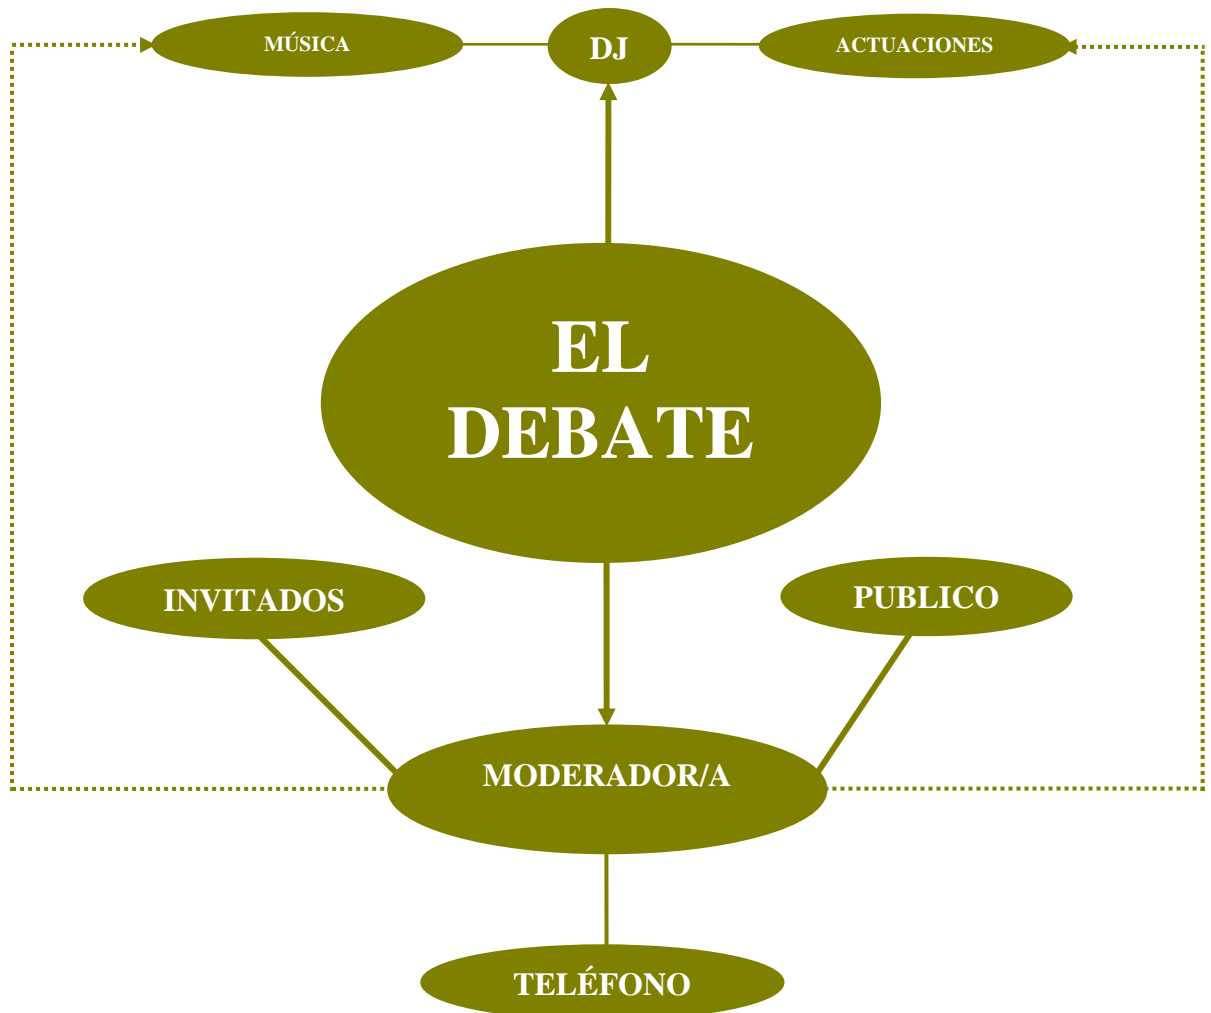 MÚSICA
DJ
ACTUACIONES
EL
DEBATE
INVITADOS
PUBLICO
MODERADOR/A
TELÉFONO